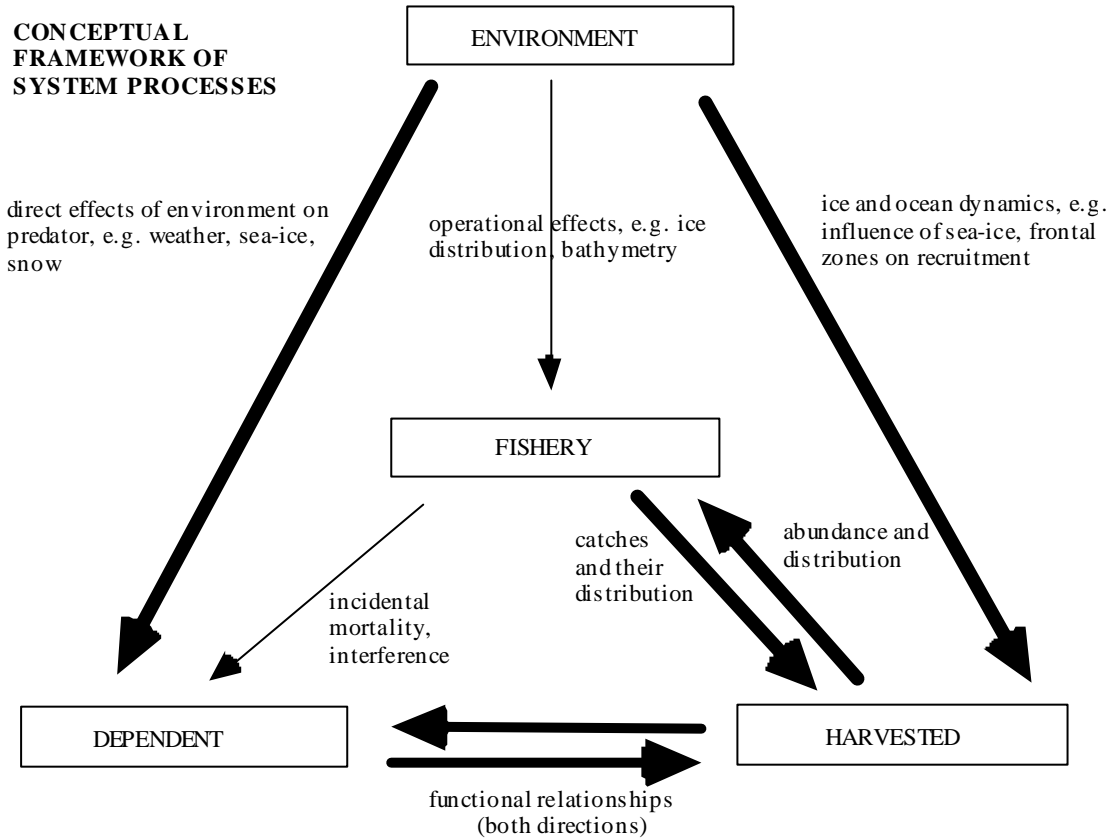 CONCEPTUAL
FRAMEWORK OF
SYSTEM PROCESSES
ENVIRONMENT
direct effects of environment on
predator, e.g. weather, sea-ice,
snow
operational effects, e.g. ice
distribution, bathymetry
ice and ocean dynamics, e.g.
influence of sea-ice, frontal
zones on recruitment
FISHERY
catches
and their
distribution
abundance and
distribution
incidental
mortality,
interference
DEPENDENT
HARVESTED
functional relationships
(both directions)